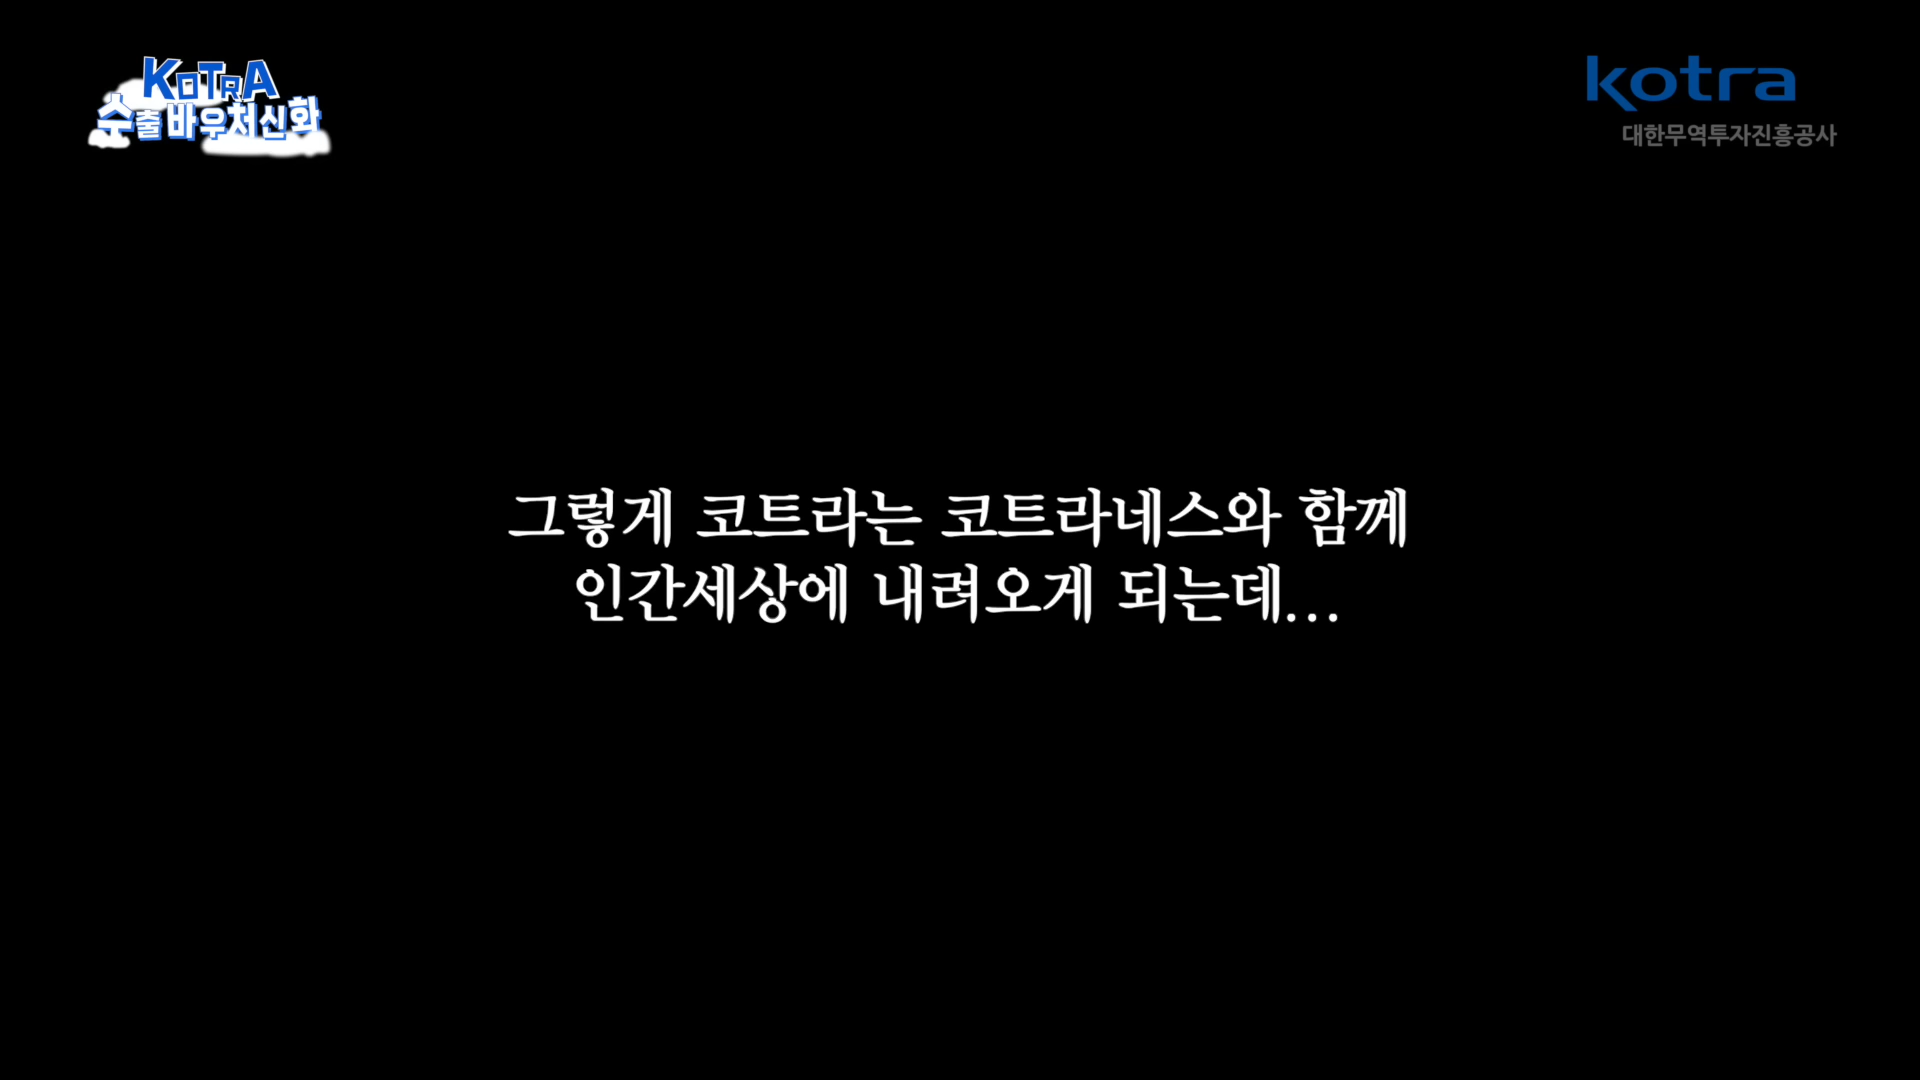 KOTRA
수출바우처신화
kotra
대한무역투자진흥공사
그렇게 코트라는 코트라네스와 함께
인간세상에 내려오게 되는데...